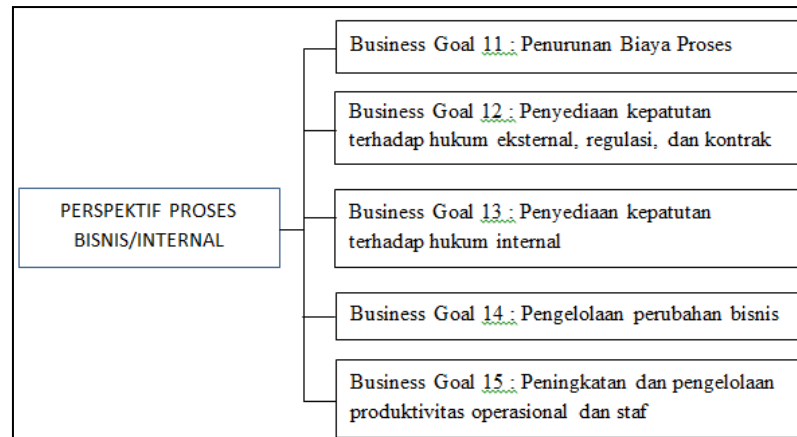 Business Goal 11 : Penurunan Biaya Proses
Business Goal 12 : Penyediaan kepatutan
terhadap hukum eksternal, regulasi, dan kontrak
PERSPEKTIF PROSES
BISNIS/INTERNAL
Business Goal 13 : Penyediaan kepatutan
terhadap hukum internal
Business Goal 14 : Pengelolaan perubahan bisnis
Business Goal 15 : Peningkatan dan pengelolaan
produktivitas operasional dan staf